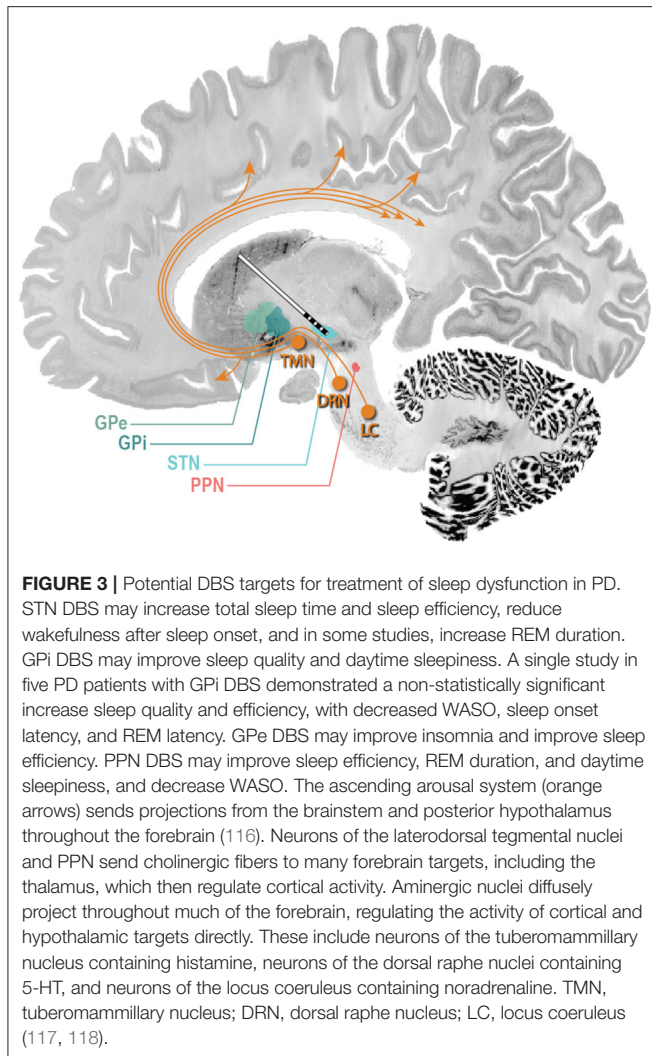 TMN
DRN
LC
GPe
GPi
STN
PPN
FIGURE 3 | Potential DBS targets for treatment of sleep dysfunction in PD.
STN DBS may increase total sleep time and sleep efficiency, reduce
wakefulness after sleep onset, and in some studies, increase REM duration.
GPi DBS may improve sleep quality and daytime sleepiness. A single study in
five PD patients with GPi DBS demonstrated a non-statistically significant
increase sleep quality and efficiency, with decreased WASO, sleep onset
latency, and REM latency. GPe DBS may improve insomnia and improve sleep
efficiency. PPN DBS may improve sleep efficiency, REM duration, and daytime
sleepiness, and decrease WASO. The ascending arousal system (orange
arrows) sends projections from the brainstem and posterior hypothalamus
throughout the forebrain (116). Neurons of the laterodorsal tegmental nuclei
and PPN send cholinergic fibers to many forebrain targets, including the
thalamus, which then regulate cortical activity. Aminergic nuclei diffusely
project throughout much of the forebrain, regulating the activity of cortical and
hypothalamic targets directly. These include neurons of the tuberomammillary
nucleus containing histamine, neurons of the dorsal raphe nuclei containing
5-HT, and neurons of the locus coeruleus containing noradrenaline. TMN,
tuberomammillary nucleus; DRN, dorsal raphe nucleus; LC, locus coeruleus
(117, 118).